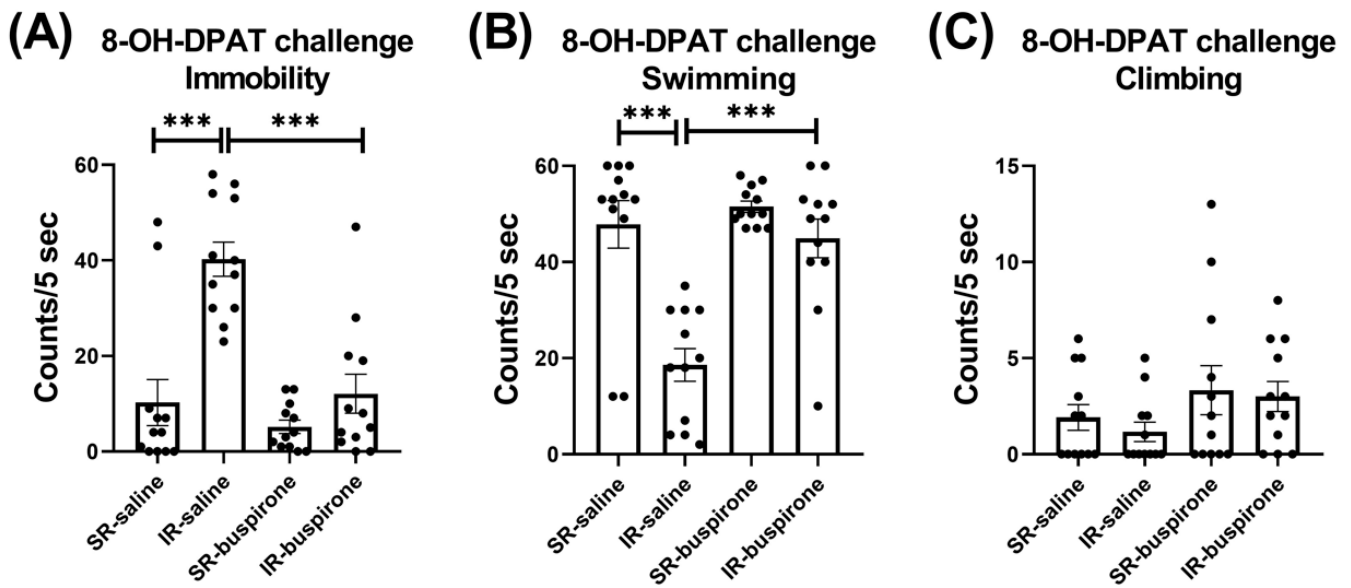 (A) 8-OH-DPAT challenge
Immobility
***
***
Counts/5 sec
60
40
20
0
SR-saline
IR-saline
SR-buspirone
IR-buspirone
(B) 8-OH-DPAT challenge
Swimming
***
***
Counts/5 sec
60
40
20
0
SR-saline
IR-saline
SR-buspirone
IR-buspirone
(C) 8-OH-DPAT challenge
Climbing
Counts/5 sec
15
10
5
0
SR-saline
IR-saline
SR-buspirone
IR-buspirone